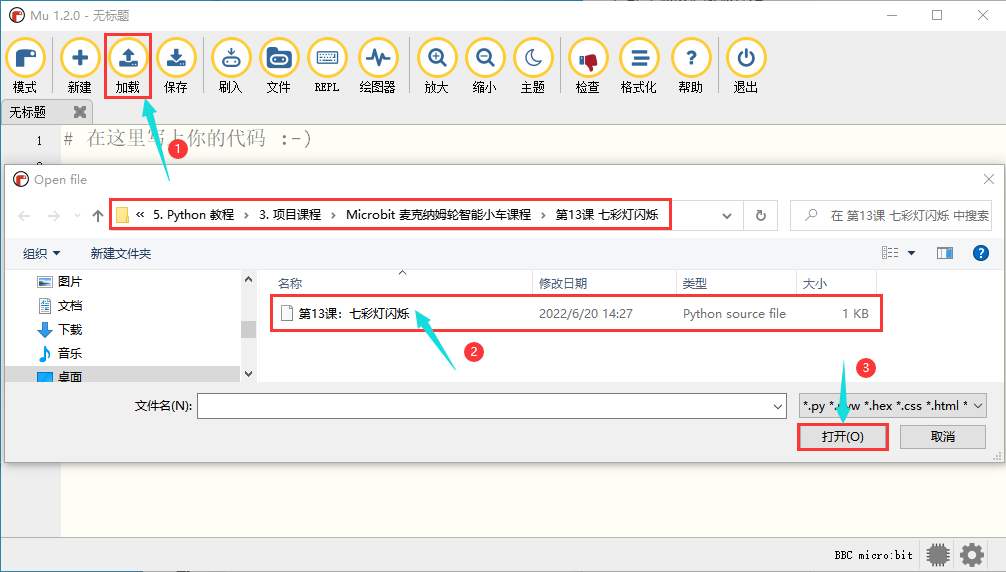 Mu 1.2.0 - 无标题
模式 新建 加载 保存 刷入 文件 REPL 绘图器 放大 缩小 主题 检查 格式化 帮助 退出
无标题
1 # 在这里写上你的代码 :-)
1
Open file
« 5. Python 教程 › 3. 项目课程 › Microbit 麦克纳姆轮智能小车课程 › 第13课 七彩灯闪烁
在 第13课 七彩灯闪烁 中搜索
组织 新建文件夹
名称 修改日期 类型 大小
图片
第13课：七彩灯闪烁 2022/6/20 14:27 Python source file 1 KB
文档
下载
音乐
桌面
2
3
文件名(N): *.py *.pyw *.hex *.css *.html *
打开(O) 取消
BBC micro:bit